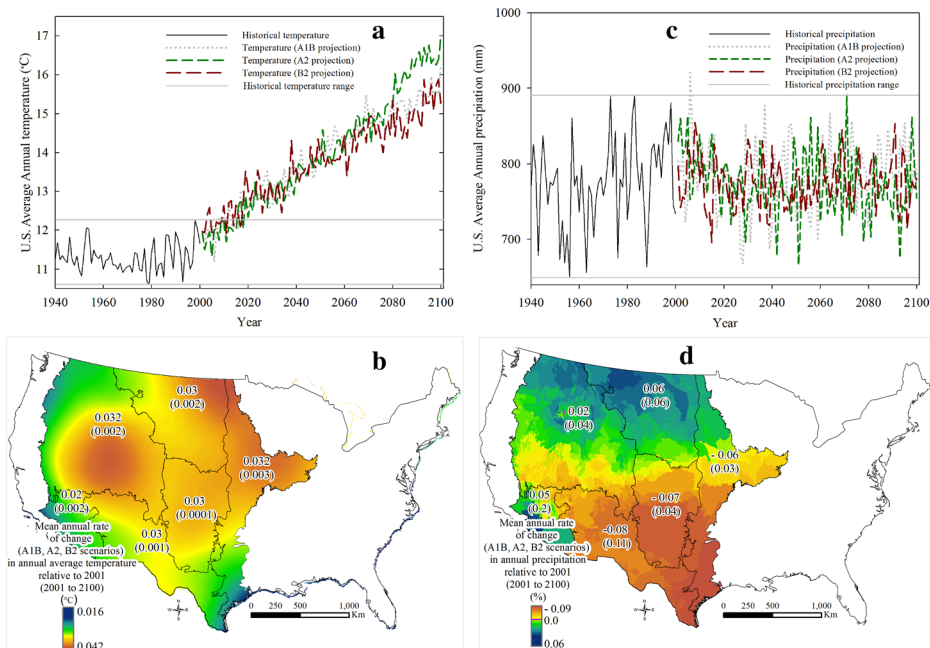 a
17
16
15
14
13
12
11
U.S. Average Annual temperature (°C)
Historical temperature
Temperature (A1B projection)
Temperature (A2 projection)
Temperature (B2 projection)
Historical temperature range
1940 1960 1980 2000 2020 2040 2060 2080 2100
Year
c
1000
900
800
700
U.S. Average Annual precipiation (mm)
Historical precipitation
Precipitation (A1B projection)
Precipitation (A2 projection)
Precipitation (B2 projection)
Historical precipitation range
1940 1960 1980 2000 2020 2040 2060 2080 2100
Year
b
0.03
(0.002)
0.032
(0.002)
0.032
(0.003)
0.02
(0.002)
0.03
(0.0001)
0.03
(0.001)
Mean annual rate
of change
(A1B, A2, B2 scenarios)
in annual average temperature
relative to 2001
(2001 to 2100)
(°C)
0.016
0.042
N
W E
S
0 250 500 1,000
Km
d
0.06
(0.06)
0.02
(0.04)
- 0.06
(0.03)
0.05
(0.2)
- 0.07
(0.04)
-0.08
(0.11)
Mean annual rate
of change
(A1B, A2, B2 scenarios)
in annual precipitation
relative to 2001
(2001 to 2100)
(%)
- 0.09
0.0
0.06
N
W E
S
0 250 500 1,000
Km